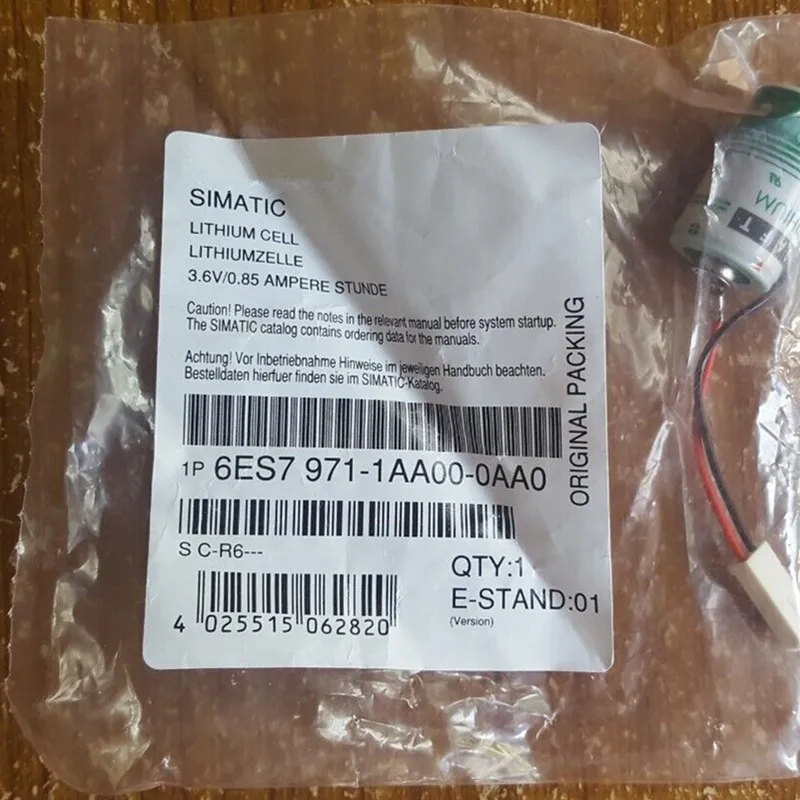 SIMATIC
LITHIUM CELL
LITHIUMZELLE
3.6V/0.85 AMPERE STUNDE
Caution! Please read the notes in the relevant manual before system startup.
The SIMATIC catalog contains ordering data for the manuals.
Achtung! Vor Inbetriebnahme Hinweise im jeweiligen Handbuch beachten.
Bestelldaten hierfuer finden sie im SIMATIC-Katalog.
1P 6ES7 971-1AA00-0AA0
S C-R6---
QTY:1
E-STAND:01
(Version)
4 025515 062820
ORIGINAL PACKING